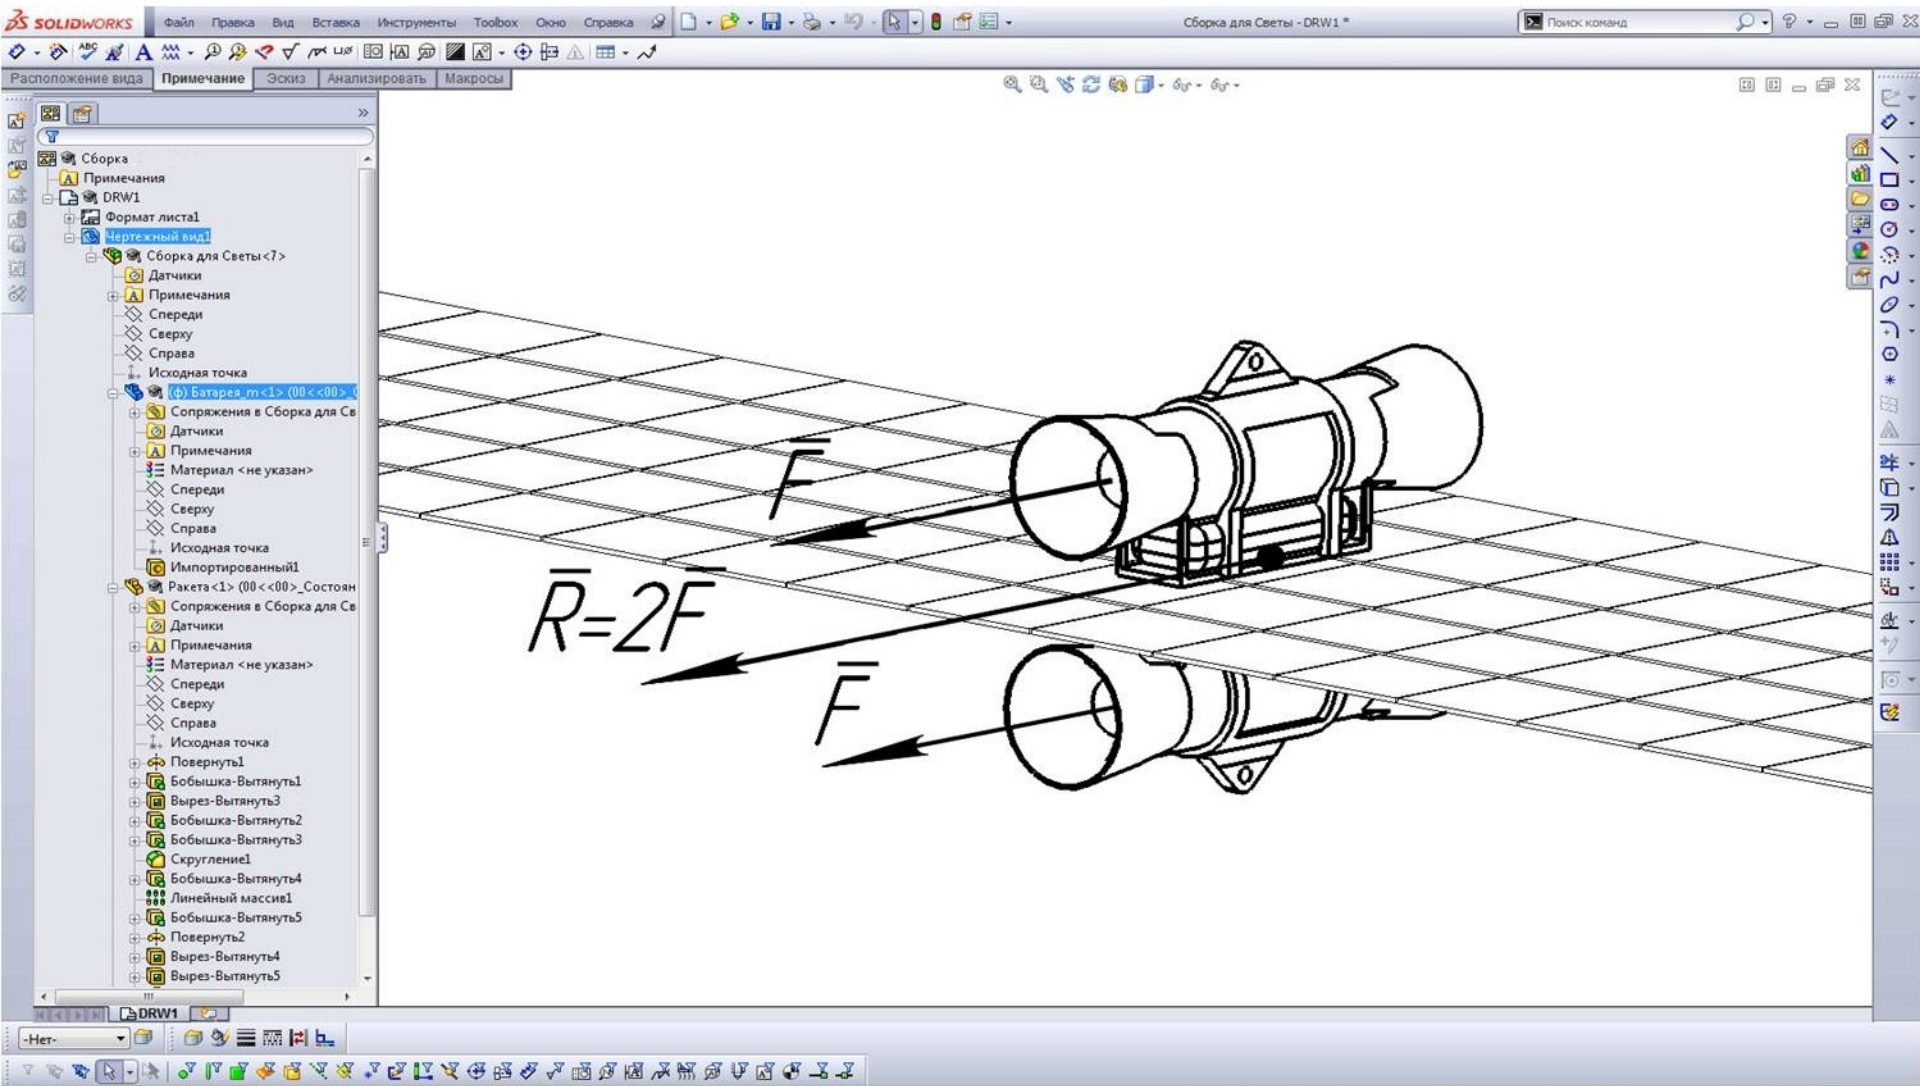 SOLIDWORKS Файл Правка Вид Вставка Инструменты Toolbox Окно Справка Сборка для Светы - DRW1 * Поиск команд
Расположение вида Примечание Эскиз Анализировать Макросы
Сборка
Примечания
DRW1
Формат листа1
Чертежный вид1
Сборка для Светы<7>
Датчики
Примечания
Спереди
Сверху
Справа
Исходная точка
(ф) Батарея_m<1> (00<<00>_
Сопряжения в Сборка для Св
Датчики
Примечания
Материал <не указан>
Спереди
Сверху
Справа
Исходная точка
Импортированный1
Ракета<1> (00<<00>_Состоян
Сопряжения в Сборка для Св
Датчики
Примечания
Материал <не указан>
Спереди
Сверху
Справа
Исходная точка
Повернуть1
Бобышка-Вытянуть1
Вырез-Вытянуть3
Бобышка-Вытянуть2
Бобышка-Вытянуть3
Скругление1
Бобышка-Вытянуть4
Линейный массив1
Бобышка-Вытянуть5
Повернуть2
Вырез-Вытянуть4
Вырез-Вытянуть5
F̅
R̅=2F̅
F̅
DRW1
-Нет-